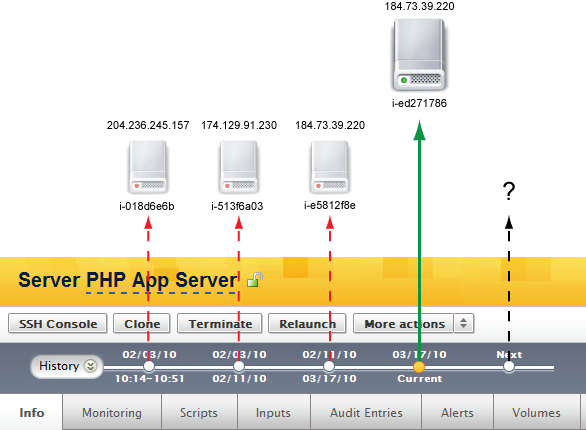 184.73.39.220
i-ed271786
204.236.245.157 174.129.91.230 184.73.39.220
i-018d6e6b i-513f6a03 i-e5812f8e
?
Server PHP App Server
SSH Console Clone Terminate Relaunch More actions
02/03/10 02/03/10 02/11/10 03/17/10 Next
History
10:14-10:51 02/11/10 03/17/10 Current
Info Monitoring Scripts Inputs Audit Entries Alerts Volumes